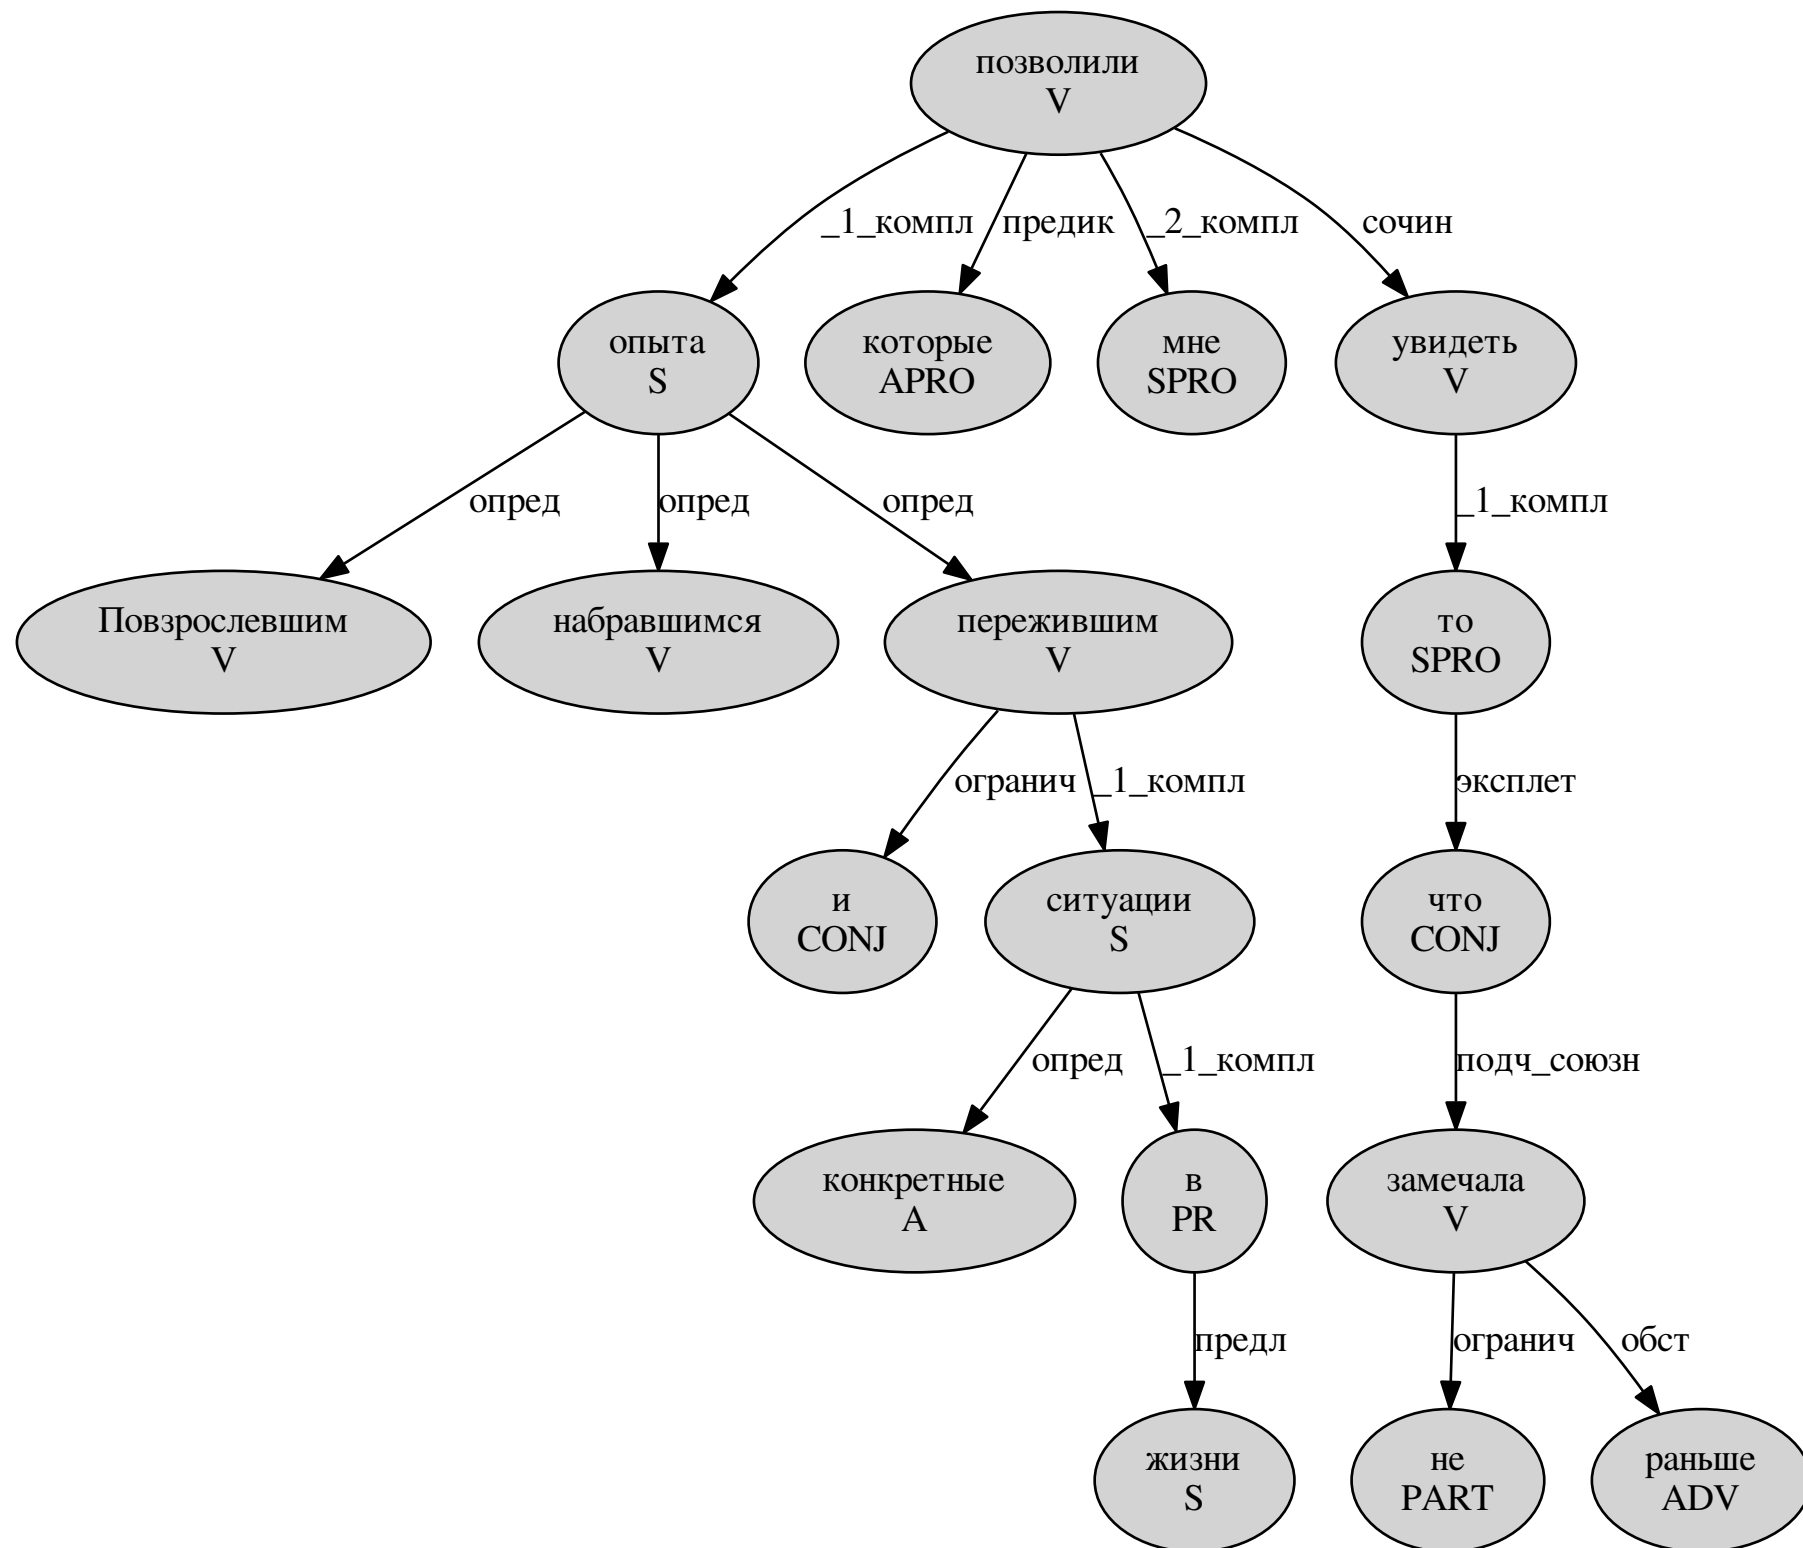 позволили
V
_1_компл
предик
_2_компл
сочин
опыта
S
которые
APRO
мне
SPRO
увидеть
V
опред
опред
опред
_1_компл
Повзрослевшим
V
набравшимся
V
пережившим
V
то
SPRO
огранич
_1_компл
эксплет
и
CONJ
ситуации
S
что
CONJ
опред
_1_компл
подч_союзн
конкретные
A
в
PR
замечала
V
предл
огранич
обст
жизни
S
не
PART
раньше
ADV